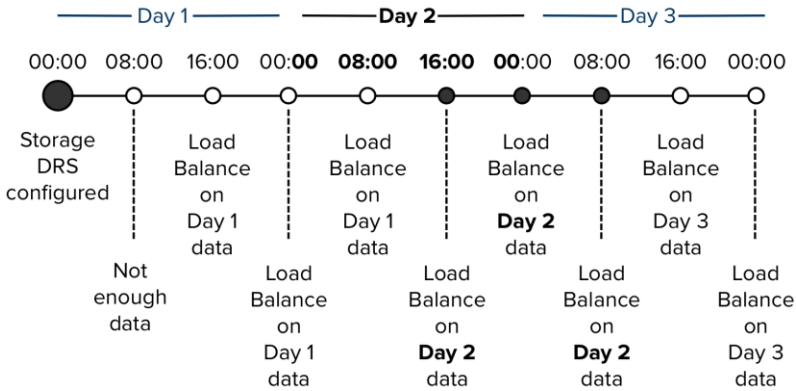 Day 1 Day 2 Day 3
00:00 08:00 16:00 00:00 08:00 16:00 00:00 08:00 16:00 00:00
Storage
DRS
configured
Not
enough
data
Load
Balance
on
Day 1
data
Load
Balance
on
Day 1
data
Load
Balance
on
Day 1
data
Load
Balance
on
Day 2
data
Load
Balance
on
Day 2
data
Load
Balance
on
Day 2
data
Load
Balance
on
Day 3
data
Load
Balance
on
Day 3
data